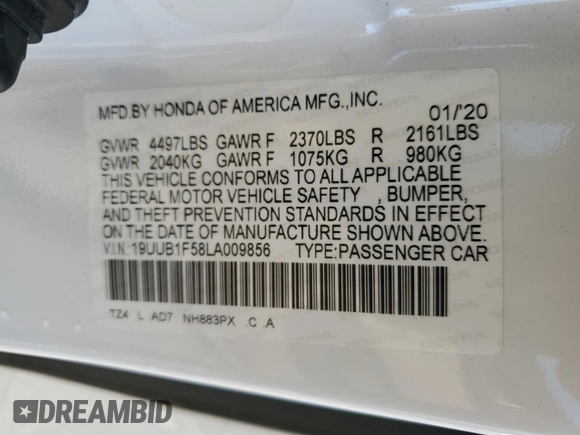 MFD.BY HONDA OF AMERICA MFG.,INC. 01/'20
GVWR 4497LBS GAWR F 2370LBS R 2161LBS
GVWR 2040KG GAWR F 1075KG R 980KG
THIS VEHICLE CONFORMS TO ALL APPLICABLE
FEDERAL MOTOR VEHICLE SAFETY , BUMPER,
AND THEFT PREVENTION STANDARDS IN EFFECT
ON THE DATE OF MANUFACTURE SHOWN ABOVE.
VIN:19UUB1F58LA009856 TYPE:PASSENGER CAR
TZ4 L AD7 NH883PX .C .A
DREAMBID